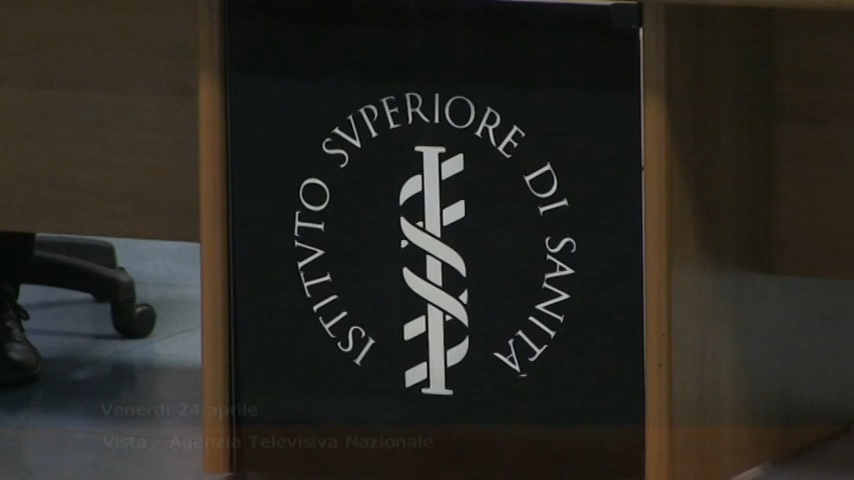 ISTITVTO SVPERIORE DI SANITÀ
Venerdì 24 aprile
Vista - Agenzia Televisiva Nazionale